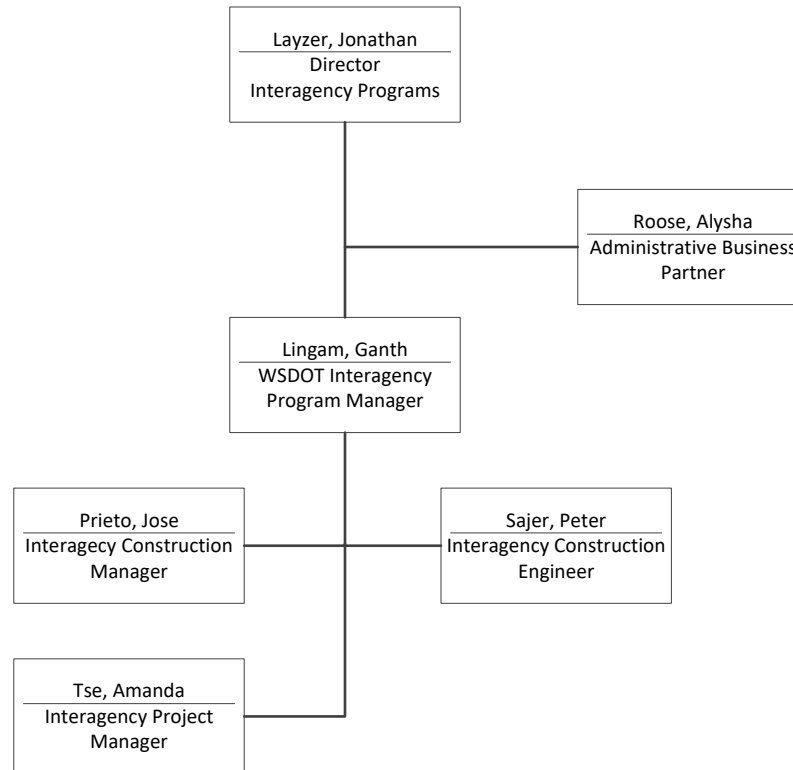 Layzer, Jonathan
Director
Interagency Programs
Roose, Alysha
Administrative Business
Partner
Lingam, Ganth
WSDOT Interagency
Program Manager
Prieto, Jose
Interagecy Construction
Manager
Sajer, Peter
Interagency Construction
Engineer
Tse, Amanda
Interagency Project
Manager